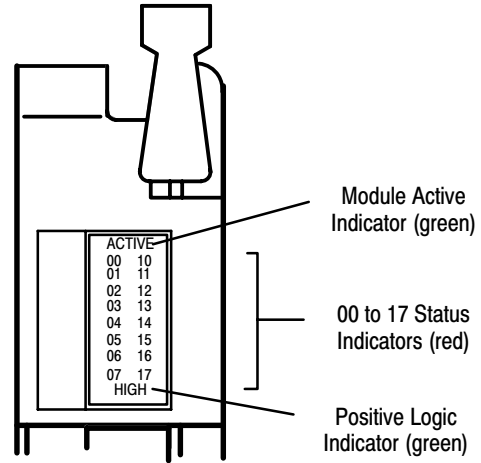 ACTIVE
00 10
01 11
02 12
03 13
04 14
05 15
06 16
07 17
HIGH
Module Active
Indicator (green)
00 to 17 Status
Indicators (red)
Positive Logic
Indicator (green)